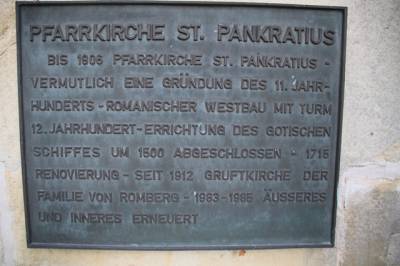 PFARRKIRCHE ST. PANKRATIUS
BIS 1906 PFARRKIRCHE ST. PANKRATIUS -
VERMUTLICH EINE GRÜNDUNG DES 11. JAHR-
HUNDERTS - ROMANISCHER WESTBAU MIT TURM
12. JAHRHUNDERT - ERRICHTUNG DES GOTISCHEN
SCHIFFES UM 1500 ABGESCHLOSSEN - 1715
RENOVIERUNG - SEIT 1912 GRUFTKIRCHE DER
FAMILIE VON ROMBERG - 1983-1985 ÄUSSERES
UND INNERES ERNEUERT